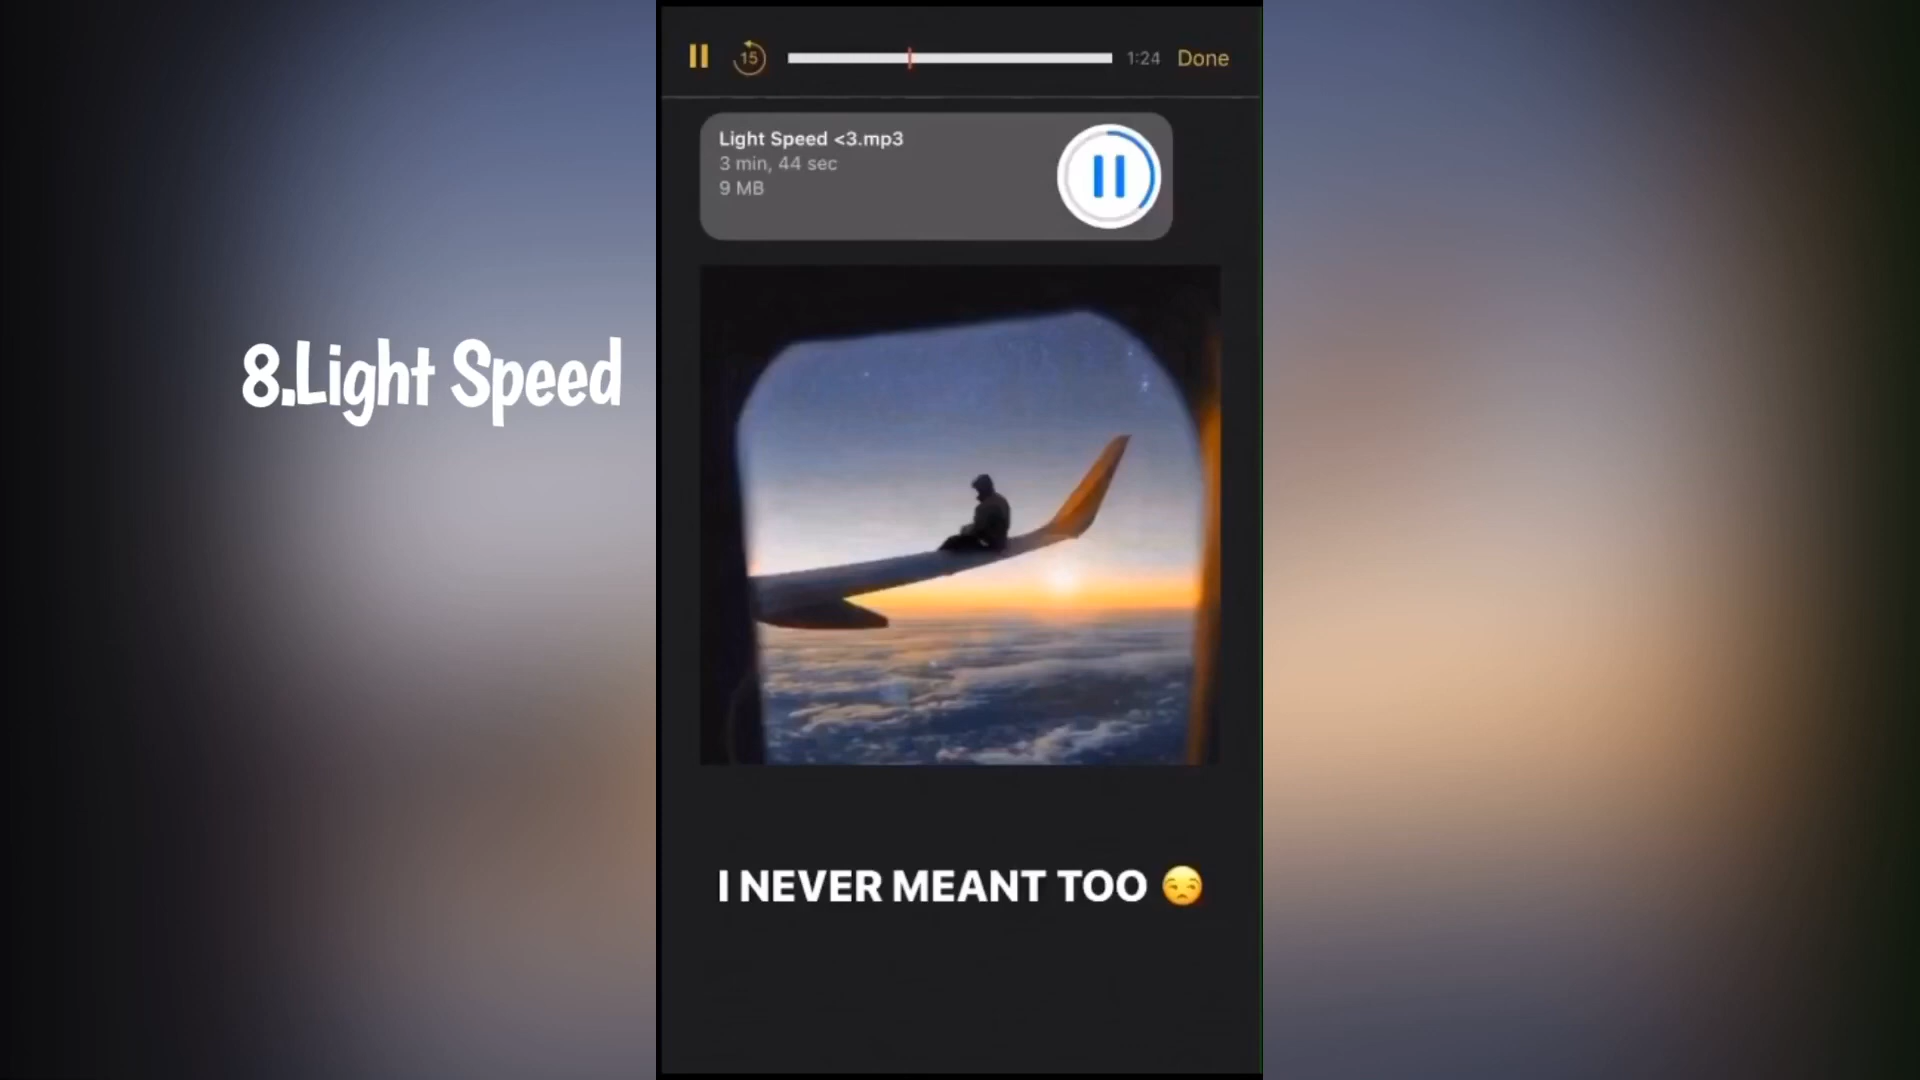 15
1:24
Done
Light Speed <3.mp3
3 min, 44 sec
9 MB
8.Light Speed
I NEVER MEANT TOO 😒